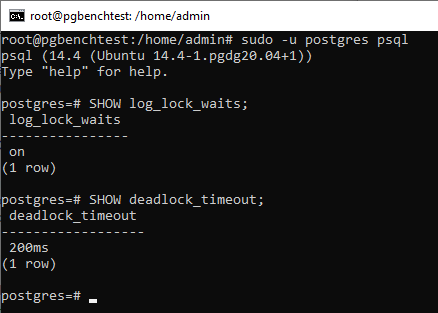 root@pgbenchtest: /home/admin
root@pgbenchtest:/home/admin# sudo -u postgres psql
psql (14.4 (Ubuntu 14.4-1.pgdg20.04+1))
Type "help" for help.
postgres=# SHOW log_lock_waits;
log_lock_waits
----------------
on
(1 row)
postgres=# SHOW deadlock_timeout;
deadlock_timeout
------------------
200ms
(1 row)
postgres=#